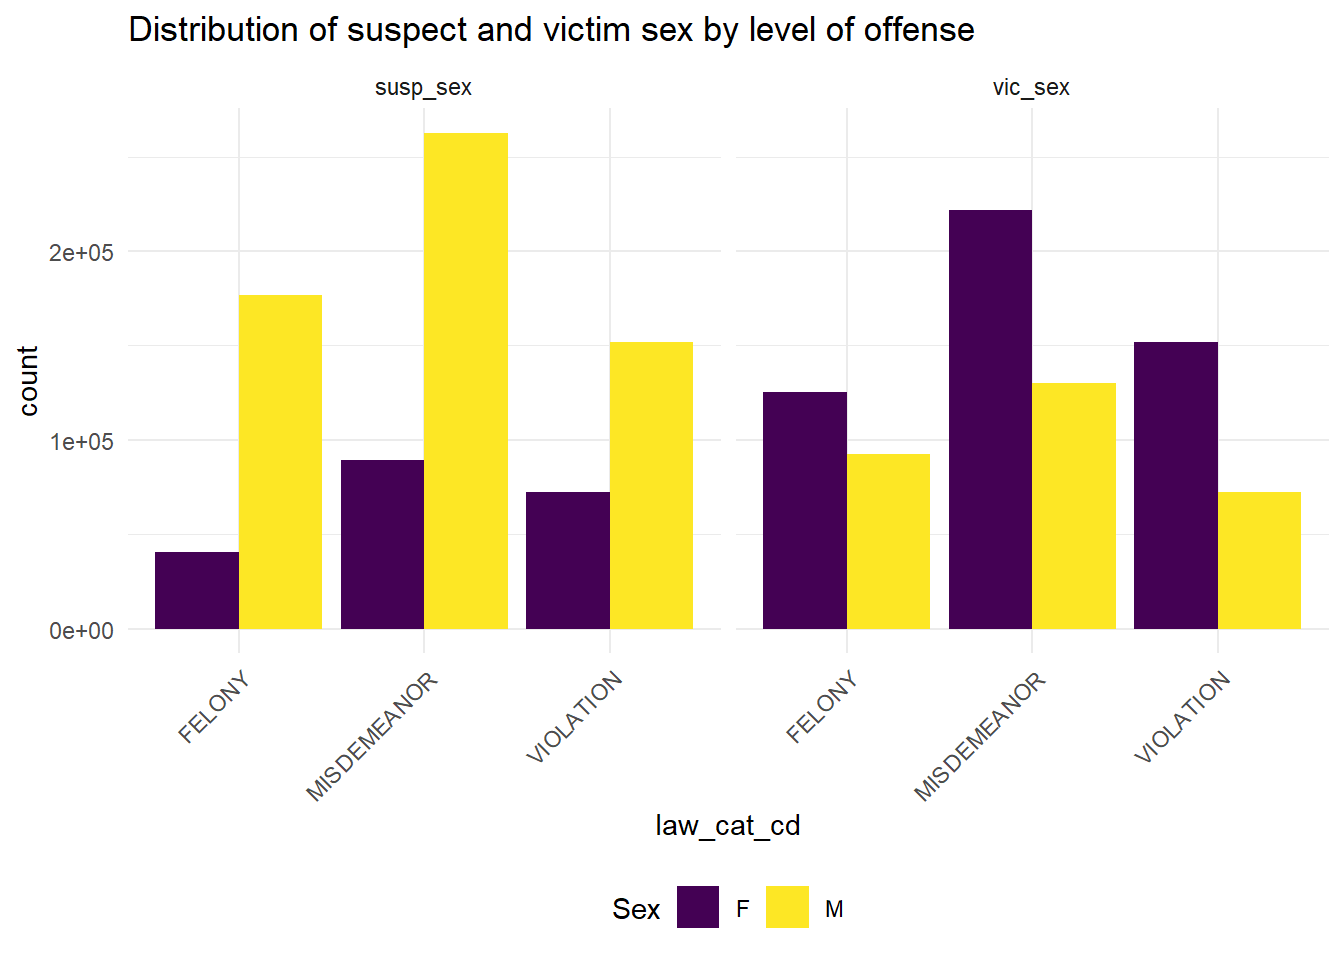 Distribution of suspect and victim sex by level of offense
susp_sex
vic_sex
count
2e+05
1e+05
0e+00
FELONY
MISDEMEANOR
VIOLATION
FELONY
MISDEMEANOR
VIOLATION
law_cat_cd
Sex F M